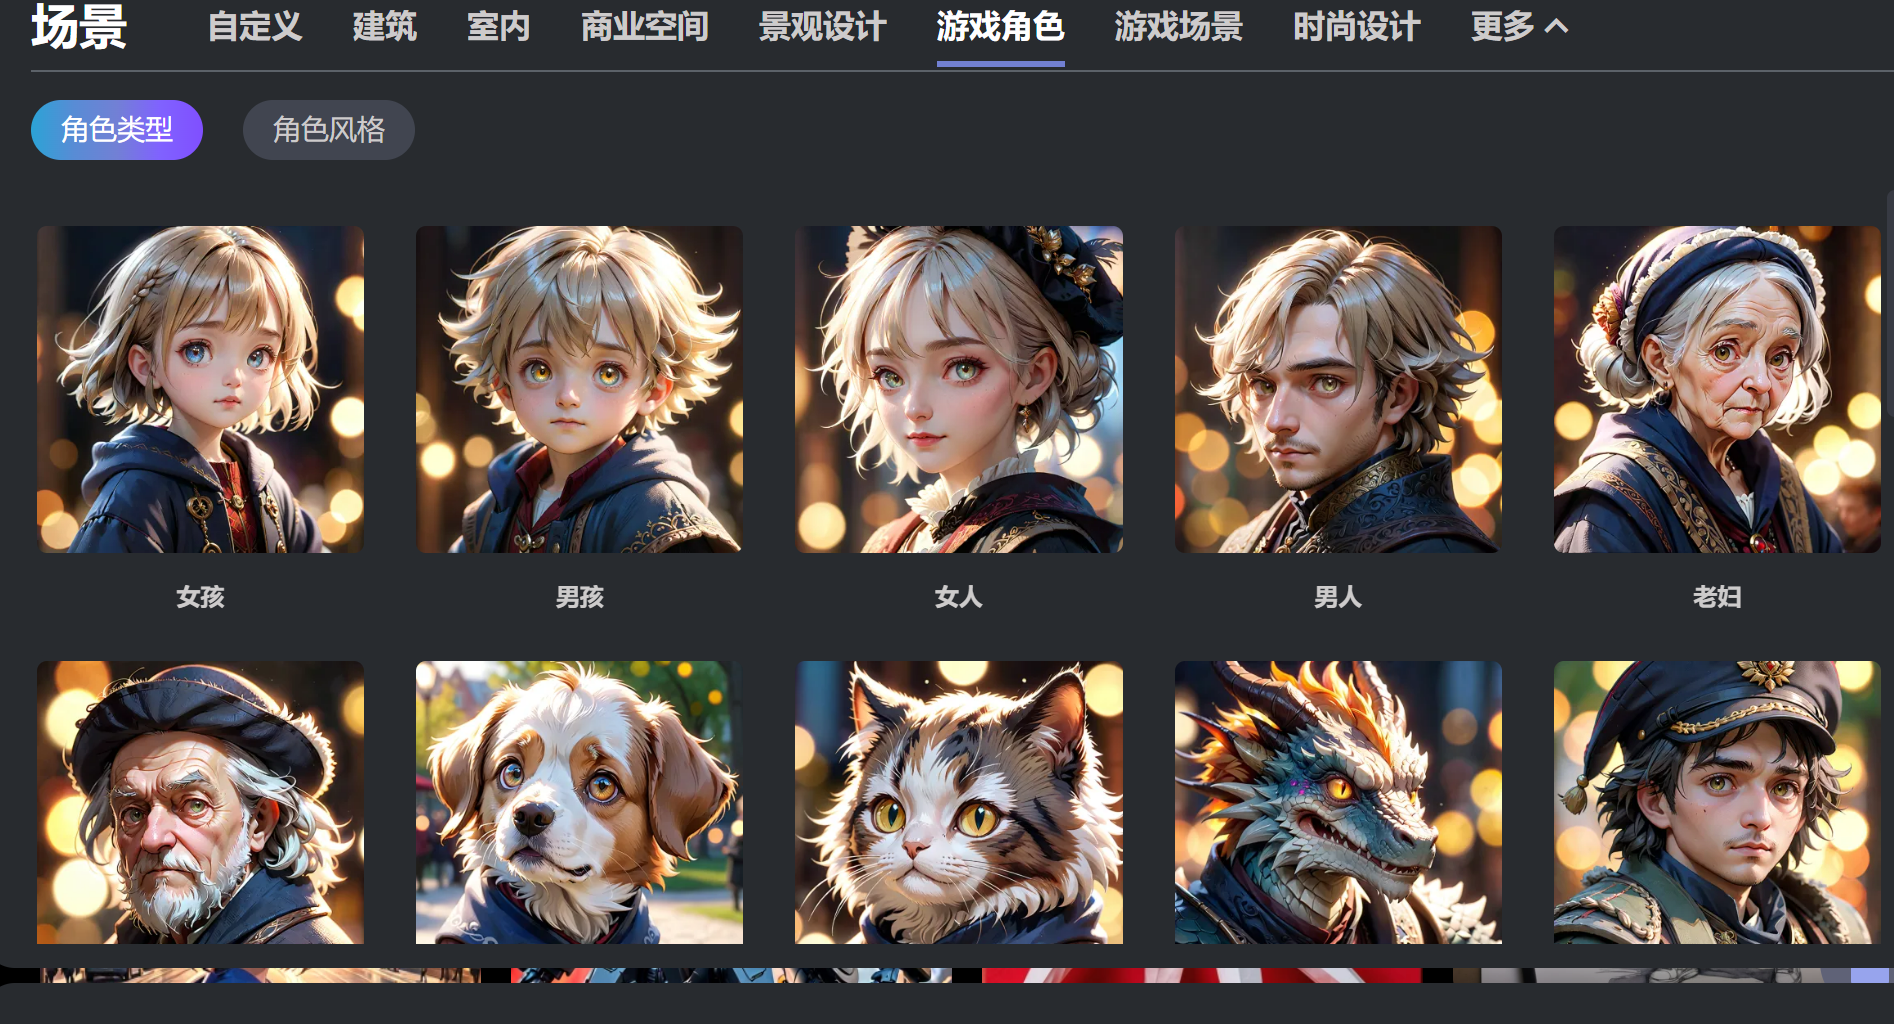 场景 自定义 建筑 室内 商业空间 景观设计 游戏角色 游戏场景 时尚设计 更多
角色类型 角色风格
女孩 男孩 女人 男人 老妇